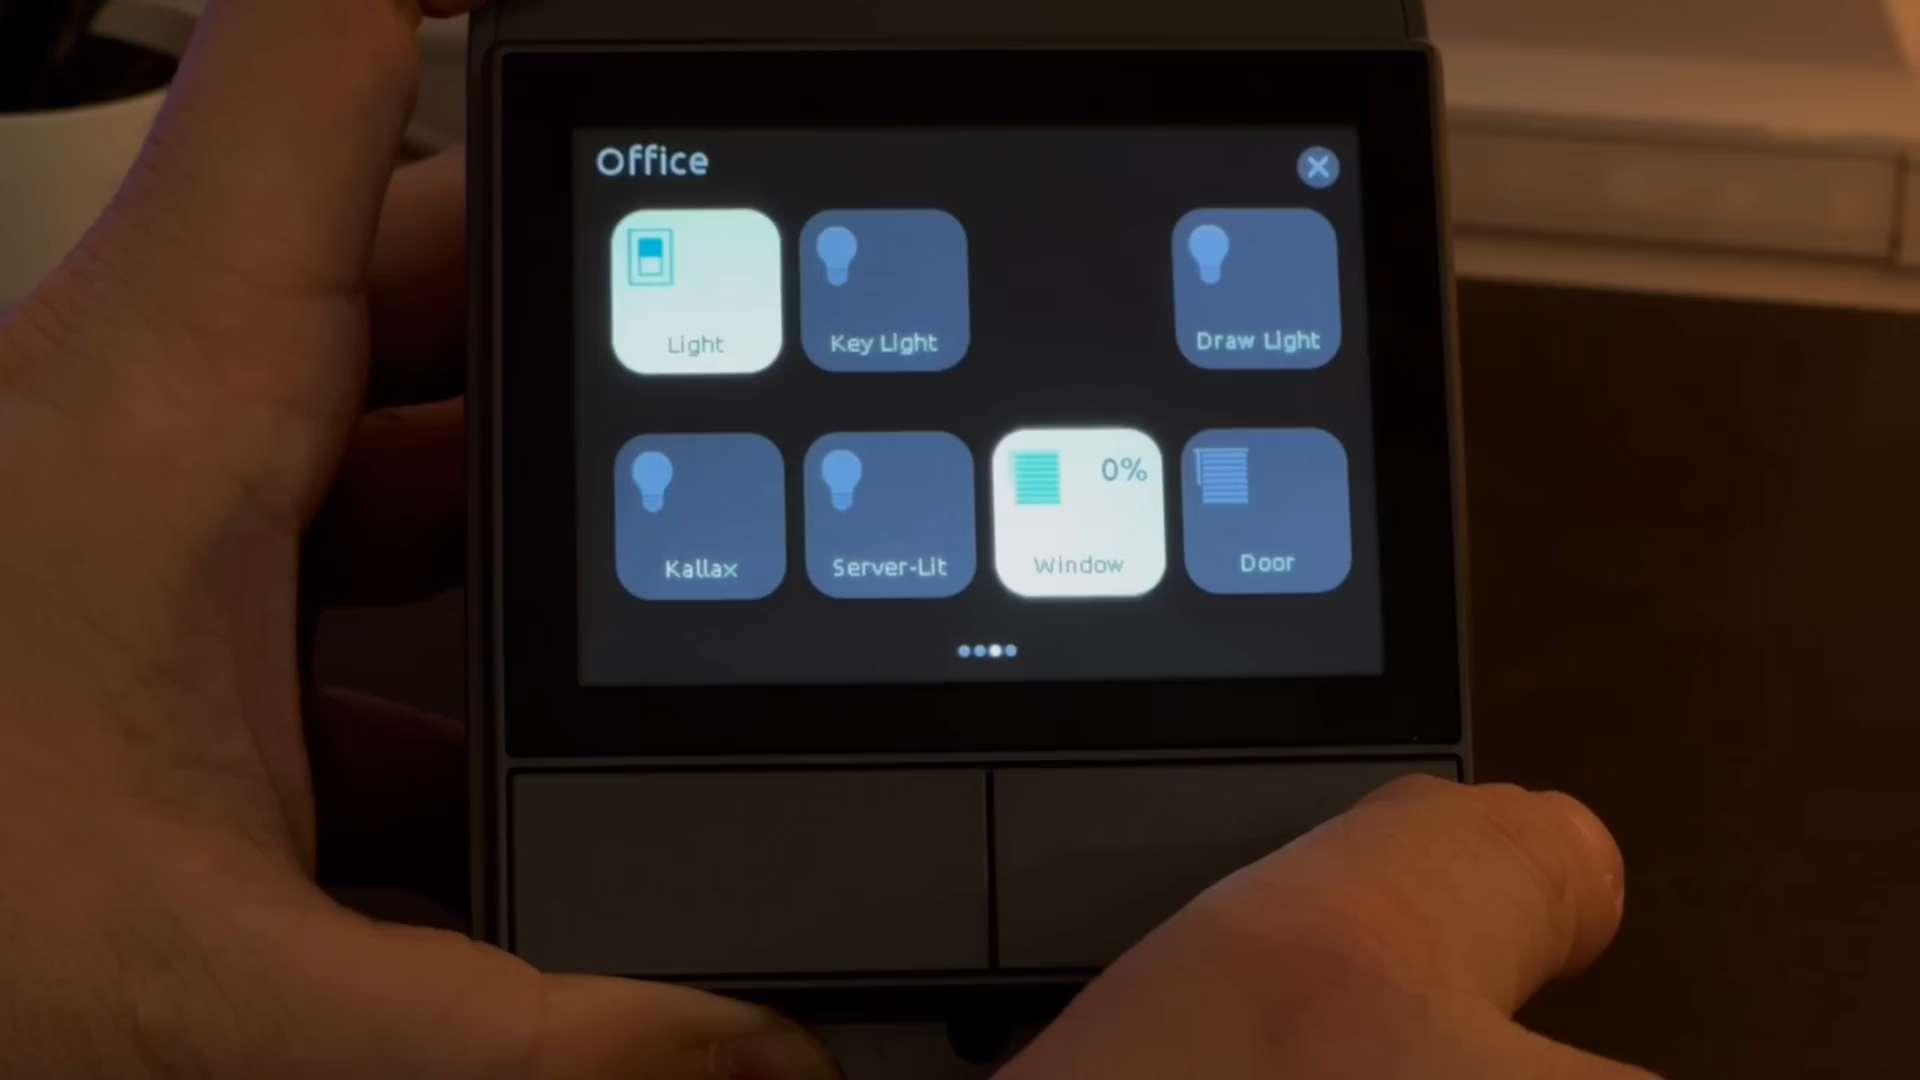 Office
Light
Key Light
Draw Light
Kallax
Server-Lit
0%
Window
Door